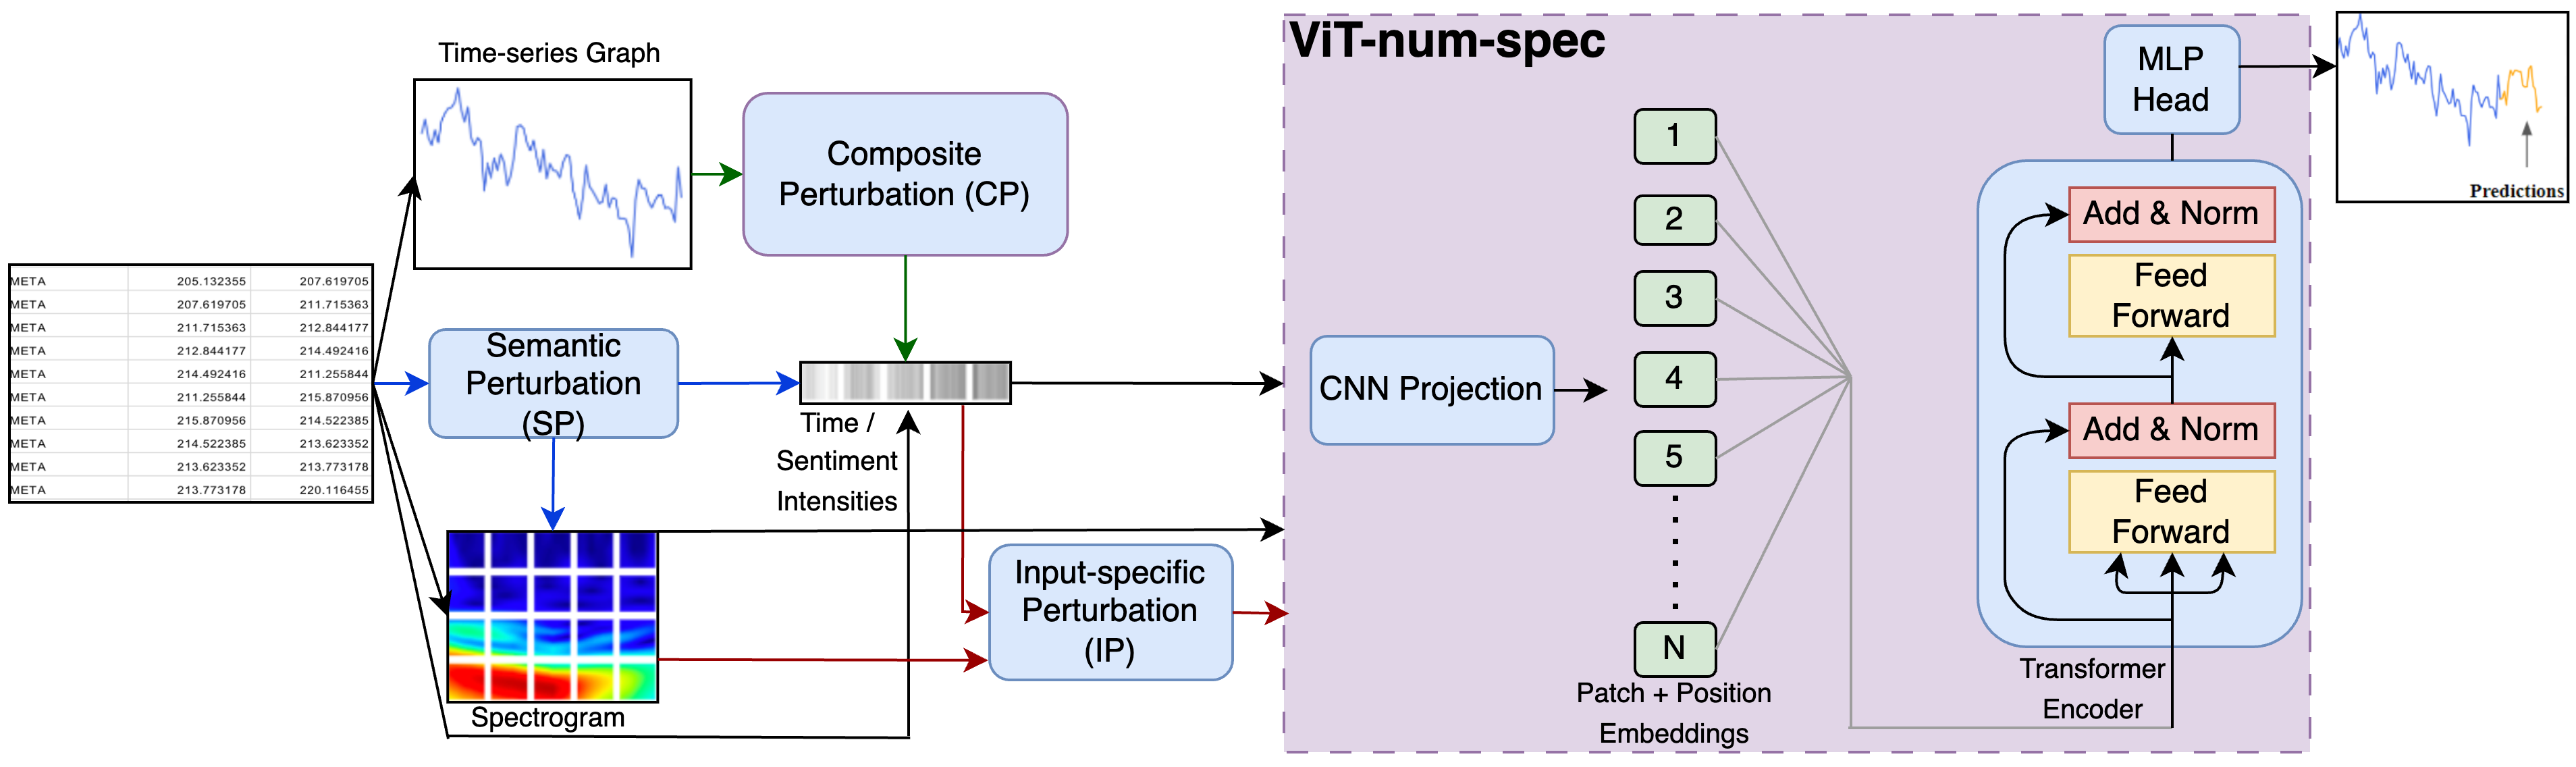 Time-series Graph
META 205.132355 207.619705
META 207.619705 211.715363
META 211.715363 212.844177
META 212.844177 214.492416
META 214.492416 211.255844
META 211.255844 215.870956
META 215.870956 214.522385
META 214.522385 213.623352
META 213.623352 213.773178
META 213.773178 220.116455
Composite
Perturbation (CP)
Semantic
Perturbation
(SP)
Time /
Sentiment
Intensities
Spectrogram
Input-specific
Perturbation
(IP)
ViT-num-spec
CNN Projection
1
2
3
4
5
N
Patch + Position
Embeddings
MLP
Head
Add & Norm
Feed
Forward
Add & Norm
Feed
Forward
Transformer
Encoder
Predictions